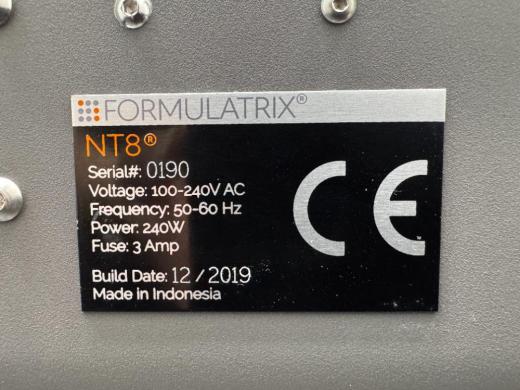 FORMULATRIX®
NT8®
Serial#: 0190
Voltage: 100-240V AC
Frequency: 50-60 Hz
Power: 240W
Fuse: 3 Amp
Build Date: 12 / 2019
Made in Indonesia
CE